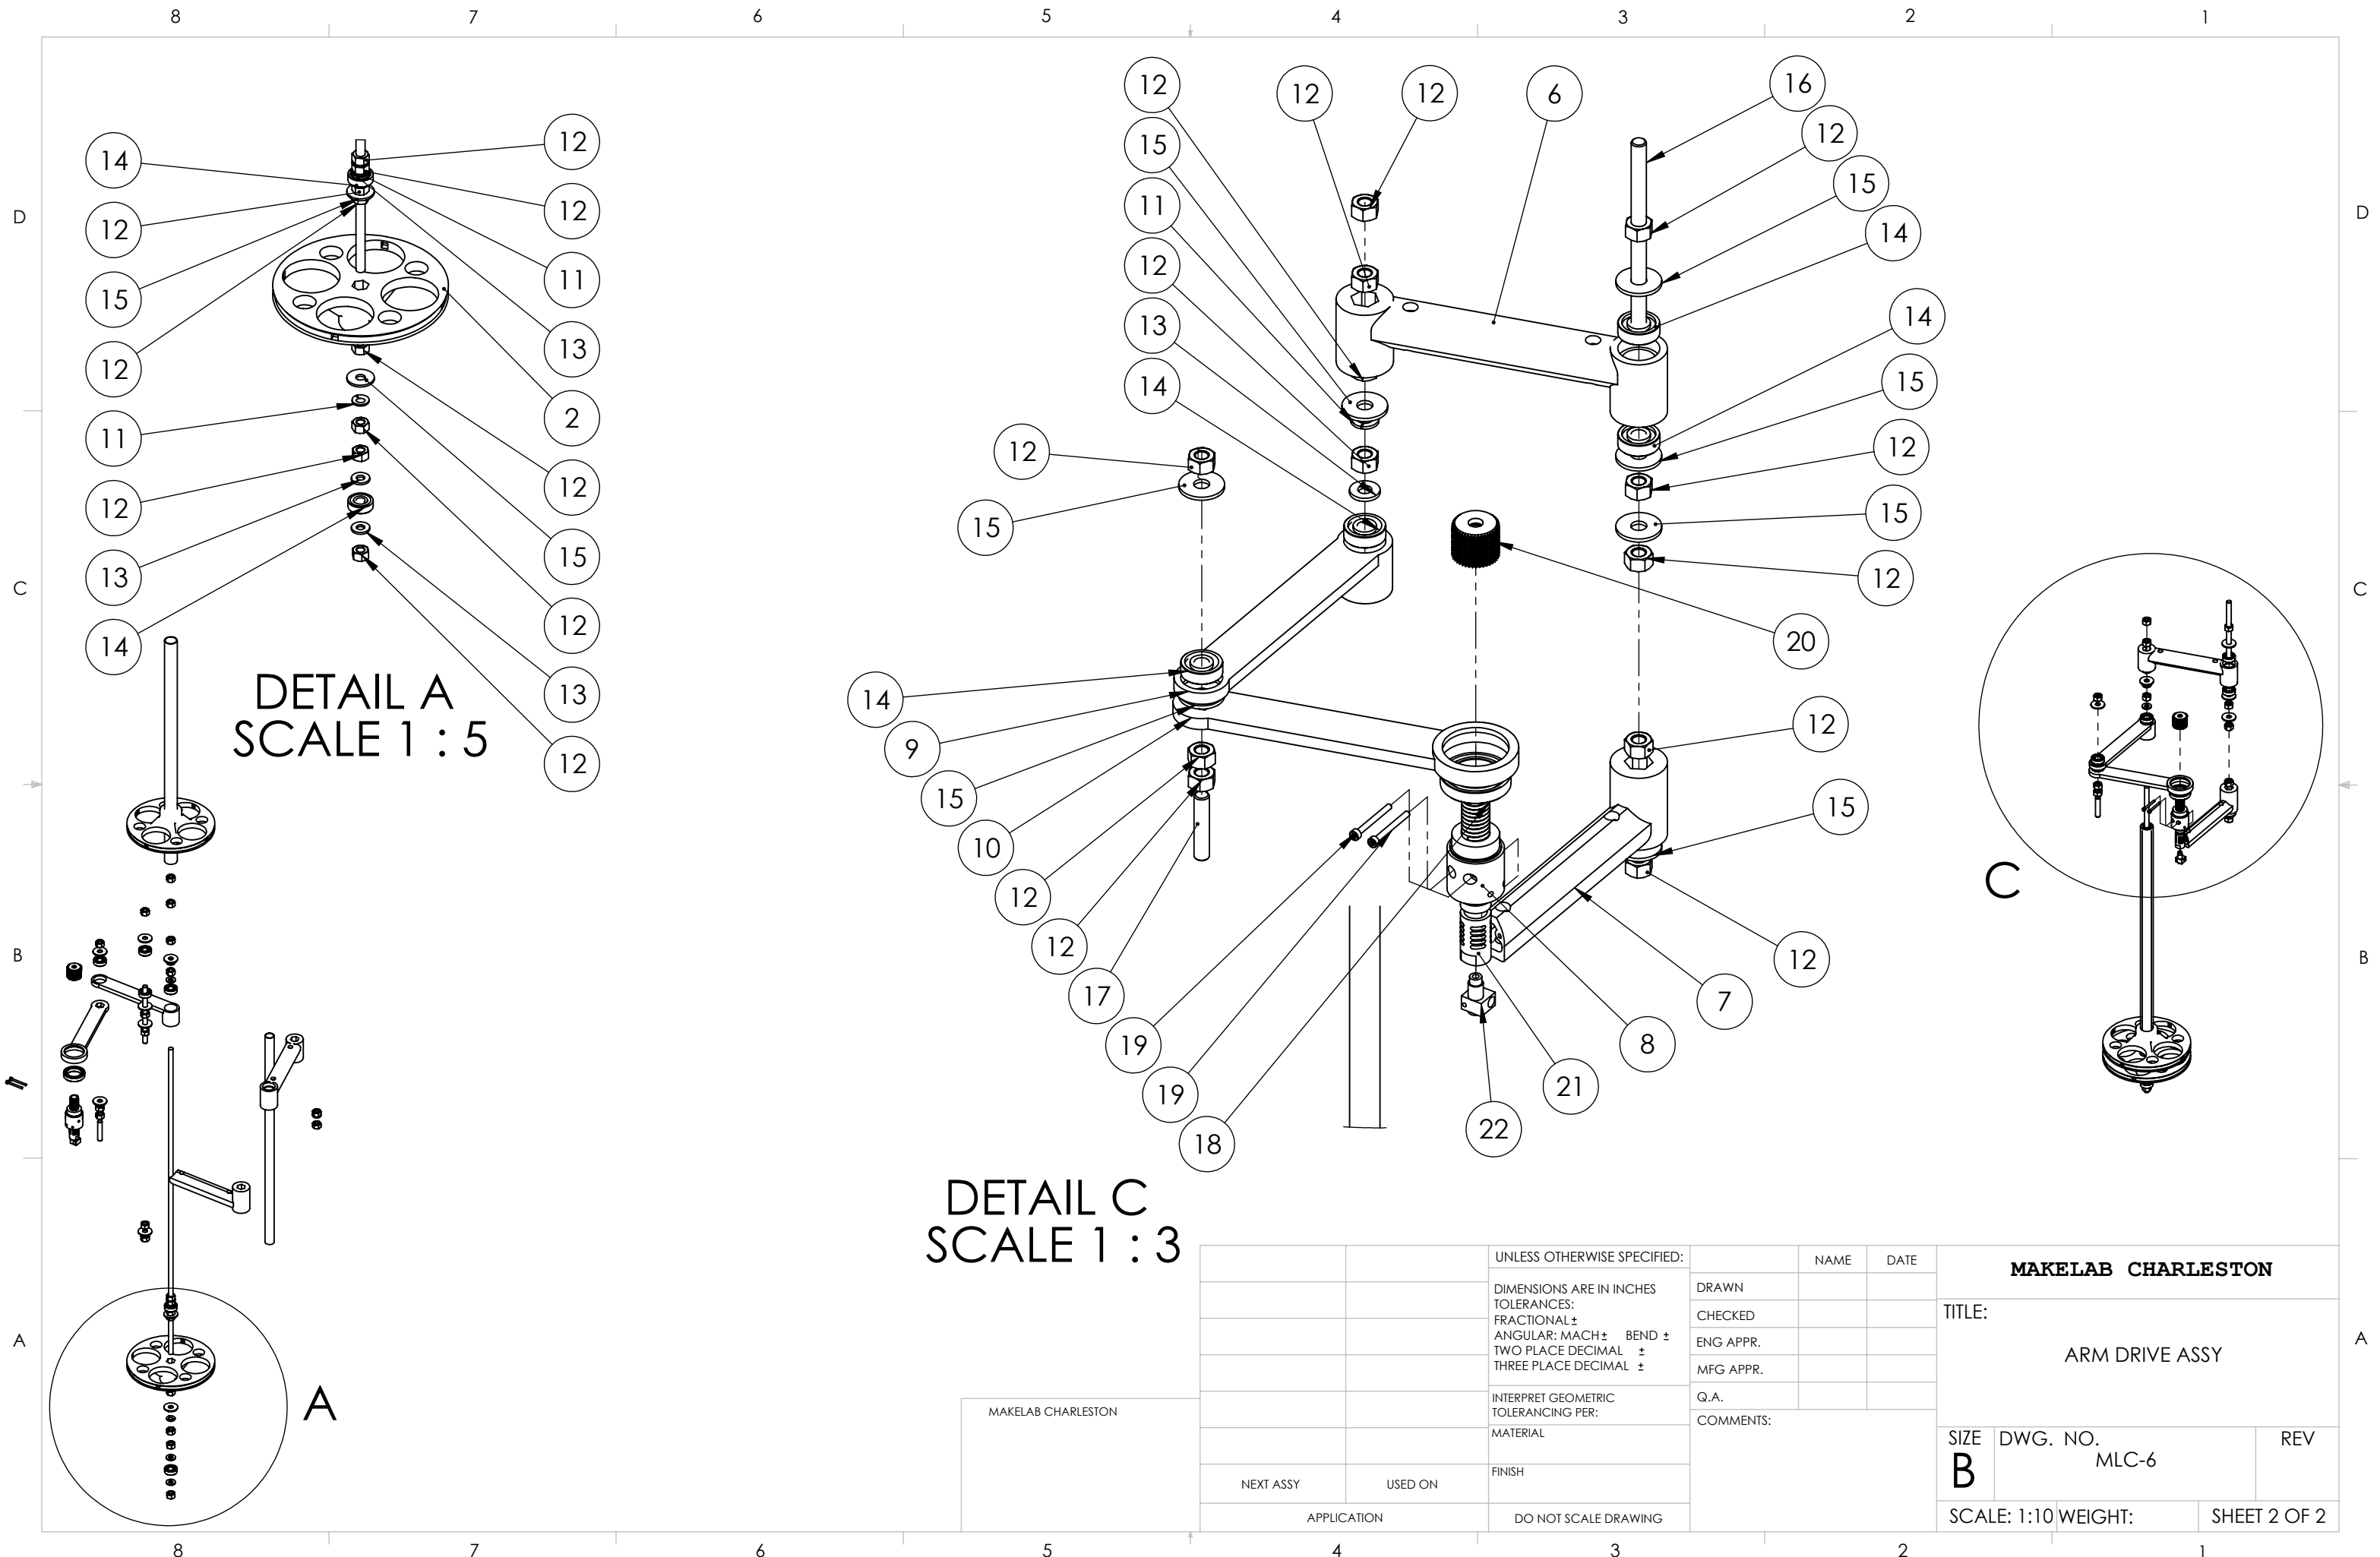 8 7 6 5 4 3 2 1
D
C
B
A
D
C
B
A
14
12
15
12
11
12
13
14
12
12
11
13
2
12
15
12
13
12
DETAIL A
SCALE 1 : 5
A
12
15
11
12
13
14
12
12
6
16
12
15
14
14
15
12
15
12
12
15
20
14
9
15
10
12
12
17
19
19
18
12
15
12
7
8
21
22
DETAIL C
SCALE 1 : 3
C
MAKELAB CHARLESTON
NEXT ASSY USED ON
APPLICATION
UNLESS OTHERWISE SPECIFIED:
DIMENSIONS ARE IN INCHES
TOLERANCES:
FRACTIONAL ±
ANGULAR: MACH ± BEND ±
TWO PLACE DECIMAL ±
THREE PLACE DECIMAL ±
INTERPRET GEOMETRIC
TOLERANCING PER:
MATERIAL
FINISH
DO NOT SCALE DRAWING
NAME DATE
DRAWN
CHECKED
ENG APPR.
MFG APPR.
Q.A.
COMMENTS:
MAKELAB CHARLESTON
TITLE:
ARM DRIVE ASSY
SIZE DWG. NO. REV
B MLC-6
SCALE: 1:10 WEIGHT: SHEET 2 OF 2
8 7 6 5 4 3 2 1